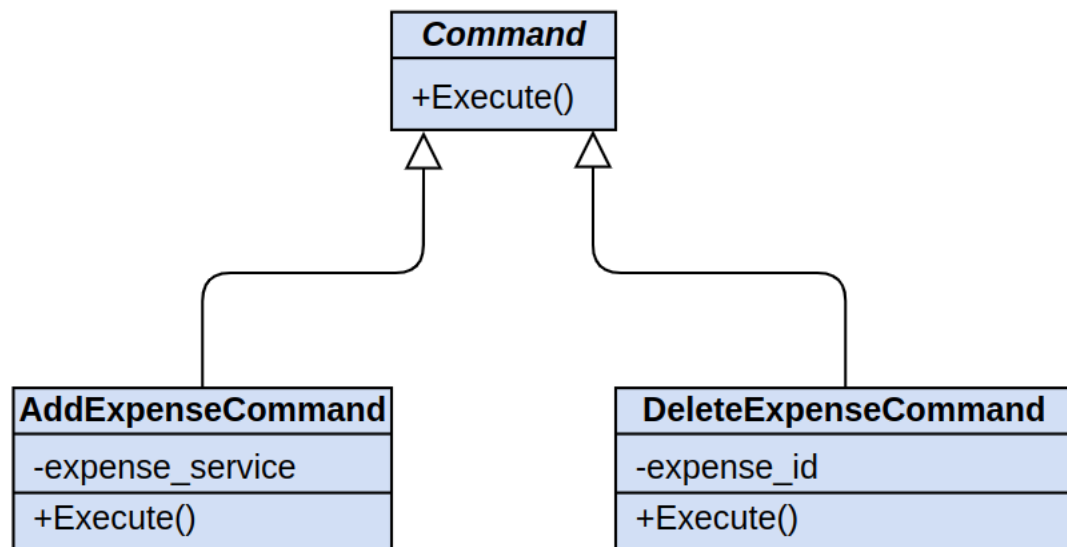 Command
+Execute()
AddExpenseCommand
-expense_service
+Execute()
DeleteExpenseCommand
-expense_id
+Execute()